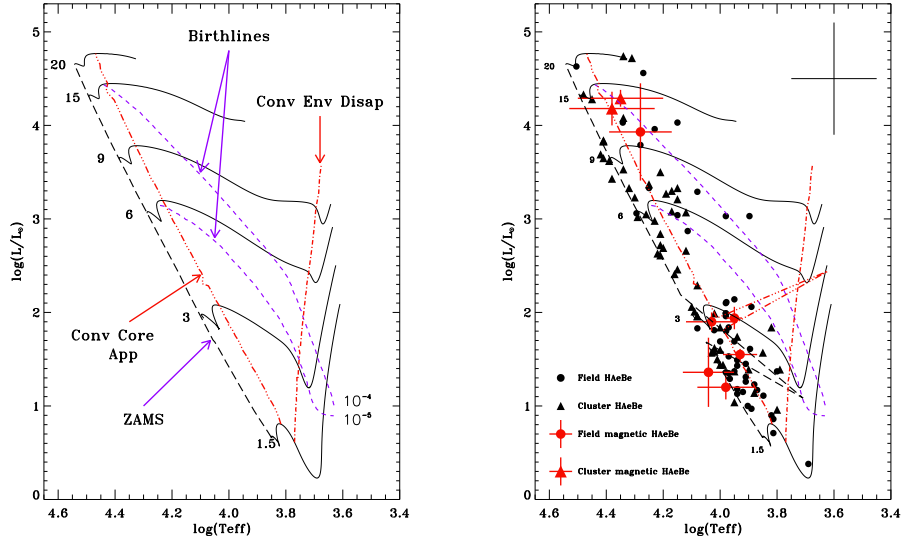 Birthlines
Conv Env Disap
Conv Core
App
ZAMS
20
15
9
6
3
1.5
10⁻⁴
10⁻⁵
log(L/L⊙)
5
4
3
2
1
0
4.6 4.4 4.2 4.0 3.8 3.6 3.4
log(Teff)
20
15
9
6
3
1.5
Field HAeBe
Cluster HAeBe
Field magnetic HAeBe
Cluster magnetic HAeBe
log(L/L⊙)
5
4
3
2
1
0
4.6 4.4 4.2 4.0 3.8 3.6 3.4
log(Teff)